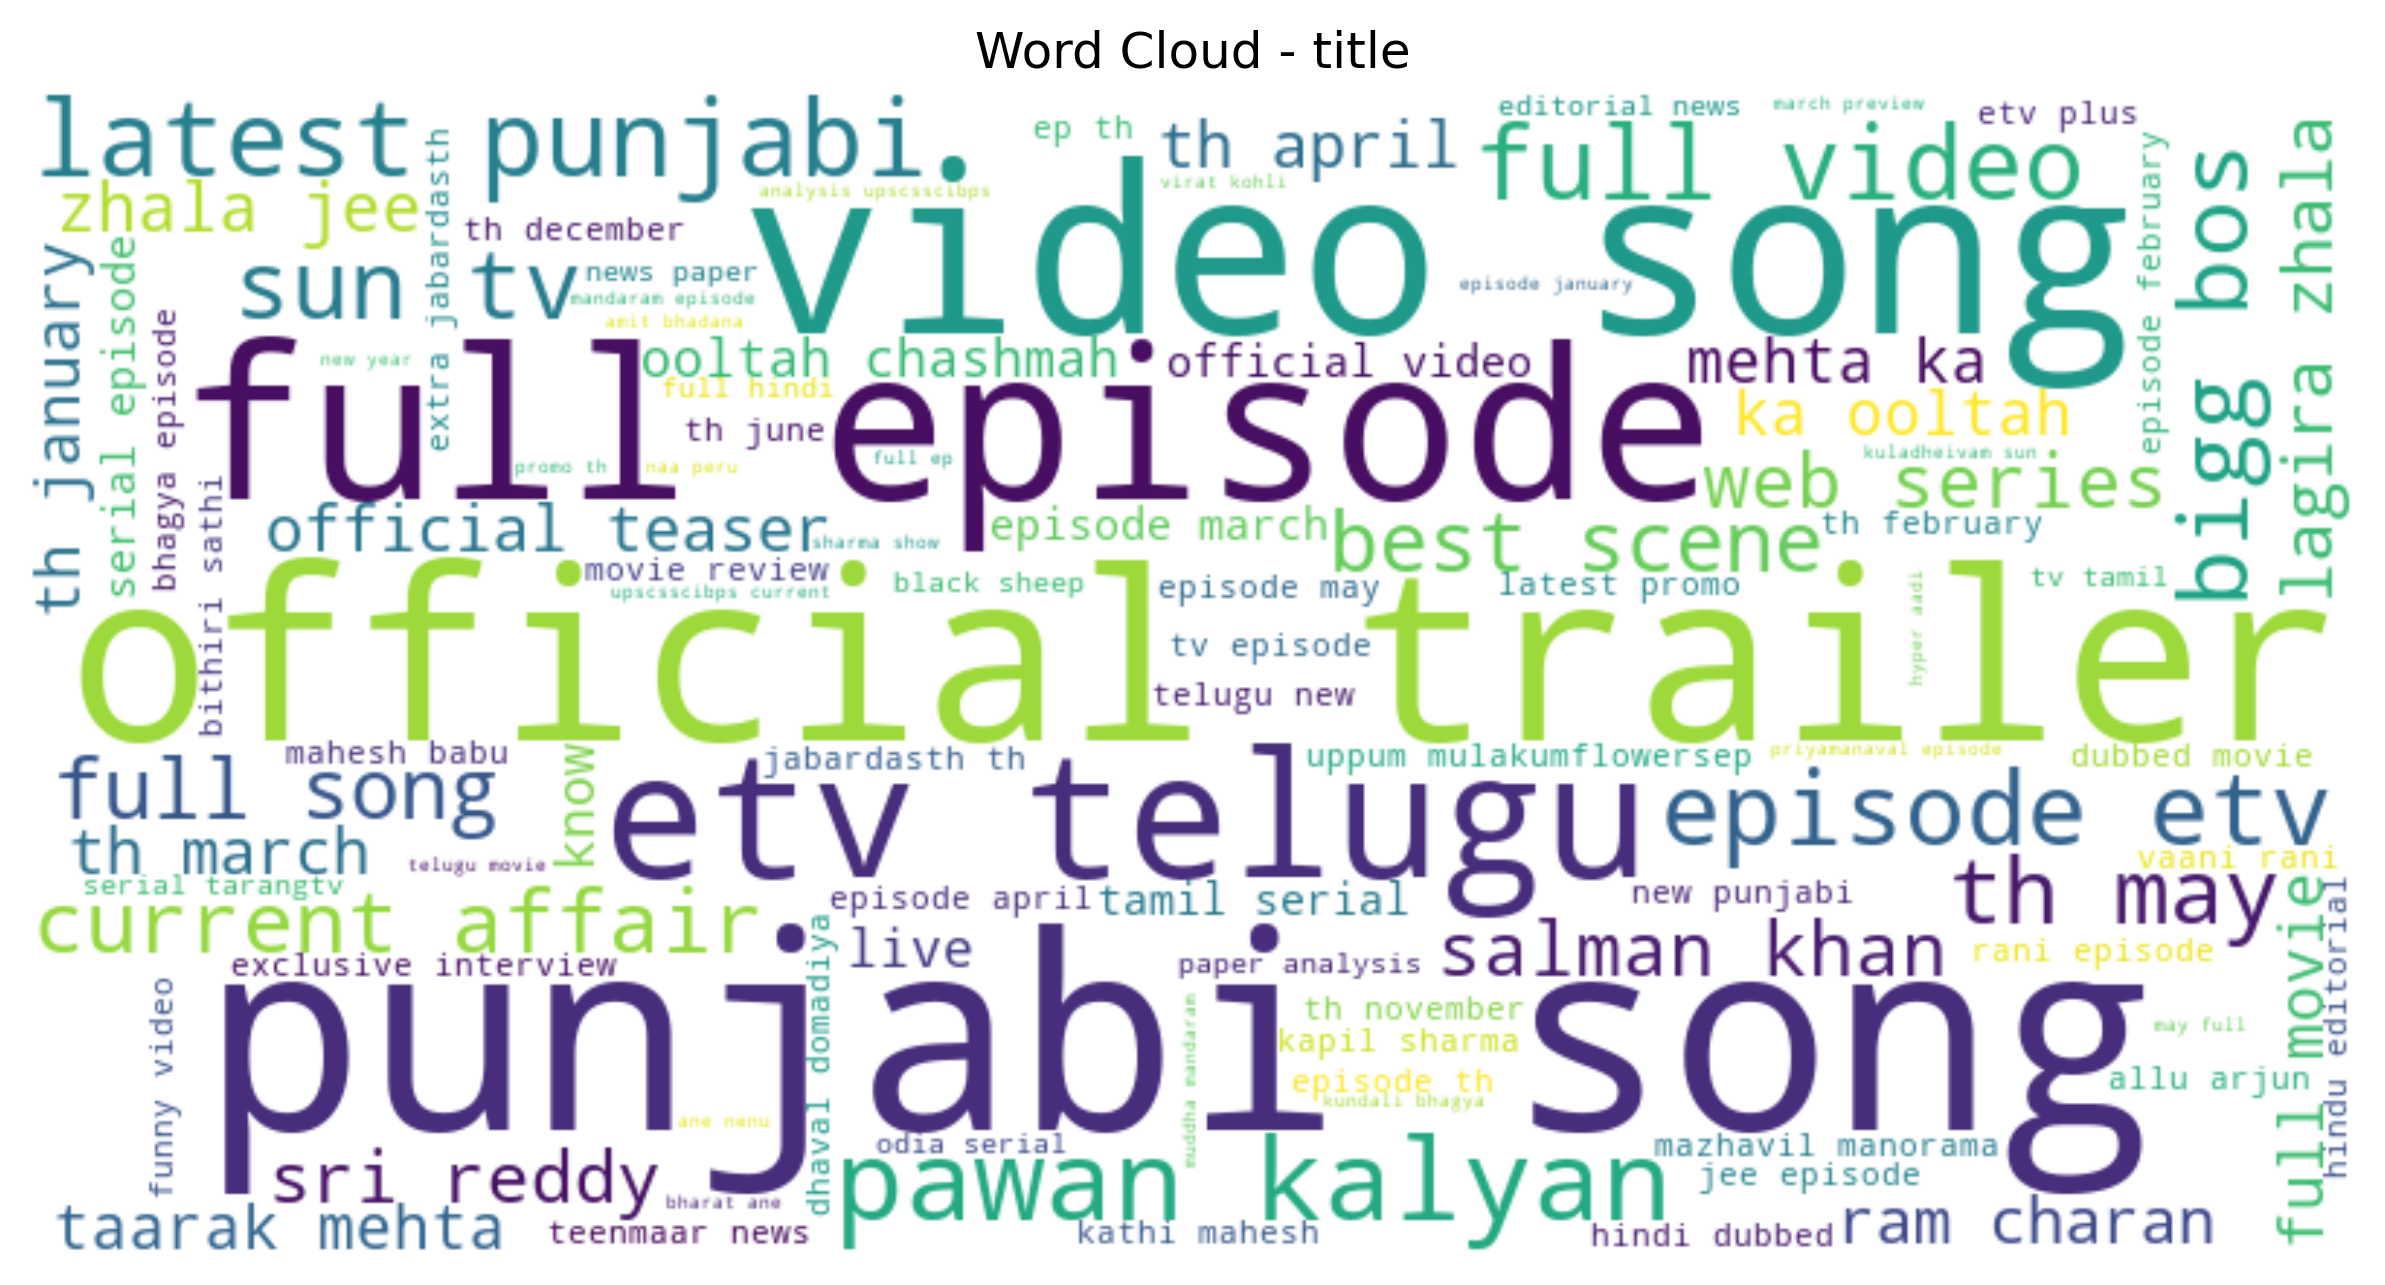 Word Cloud - title
latest punjabi
ep th
th april
editorial news
march preview
etv plus
full video
zhala jee
extra jabardasth
analysis upscsscibps
virat kohli
th december
video song
episode february
bigg bos
lagira zhala
th january
serial episode
sun tv
news paper
mandaram episode
amit bhadana
episode january
bhagya episode
new year
full episode
ooltah chashmah
official video
mehta ka
full hindi
th june
ka ooltah
promo th
naa peru
full ep
kuladheivam sun
web series
bithiri sathi
official teaser
sharma show
episode march
best scene
th february
movie review
upscsscibps current
black sheep
episode may
latest promo
hyper aadi
tv tamil
official trailer
tv episode
telugu new
mahesh babu
full song
know
jabardasth th
etv telugu
uppum mulakumflowersep
priyamanaval episode
dubbed movie
episode etv
th march
telugu movie
vaani rani
serial tarangtv
current affair
episode april
tamil serial
new punjabi
th may
exclusive interview
dhaval domadiya
live
paper analysis
salman khan
rani episode
full movie
hindu editorial
funny video
punjabi song
muddha mandaram
th november
kapil sharma
episode th
kundali bhagya
may full
allu arjun
ane nenu
odia serial
mazhavil manorama
jee episode
sri reddy
bharat ane
pawan kalyan
taarak mehta
teenmaar news
kathi mahesh
hindi dubbed
ram charan